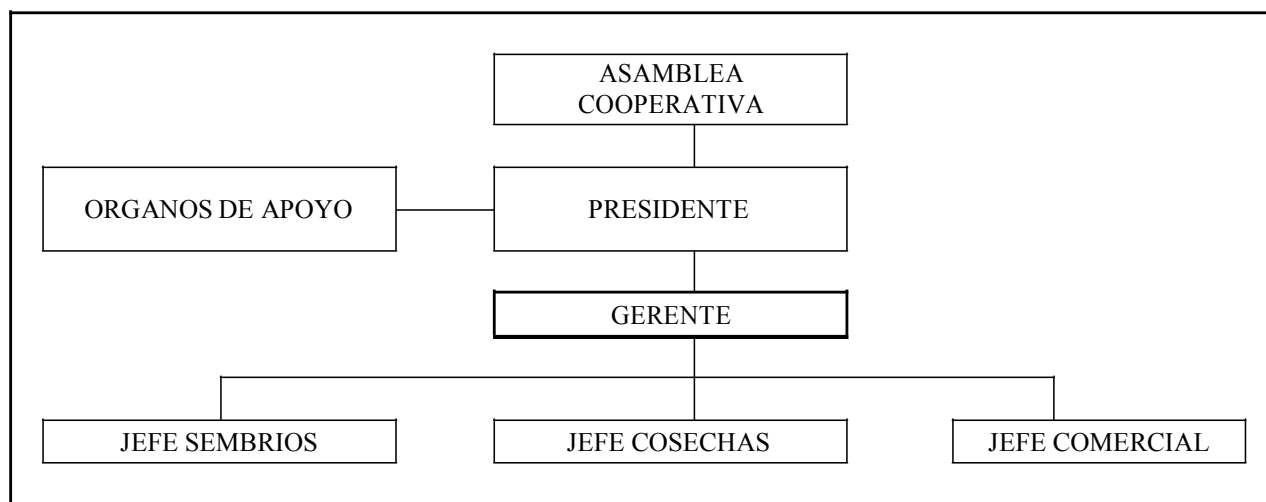 ASAMBLEA
COOPERATIVA
ORGANOS DE APOYO
PRESIDENTE
GERENTE
JEFE SEMBRIOS
JEFE COSECHAS
JEFE COMERCIAL